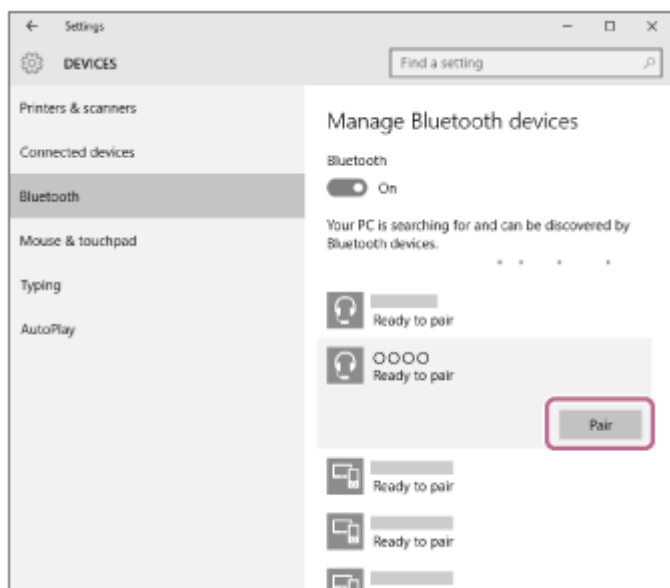 Settings
DEVICES
Find a setting
Printers & scanners
Connected devices
Bluetooth
Mouse & touchpad
Typing
AutoPlay
Manage Bluetooth devices
Bluetooth
On
Your PC is searching for and can be discovered by
Bluetooth devices.
Ready to pair
○○○○
Ready to pair
Pair
Ready to pair
Ready to pair